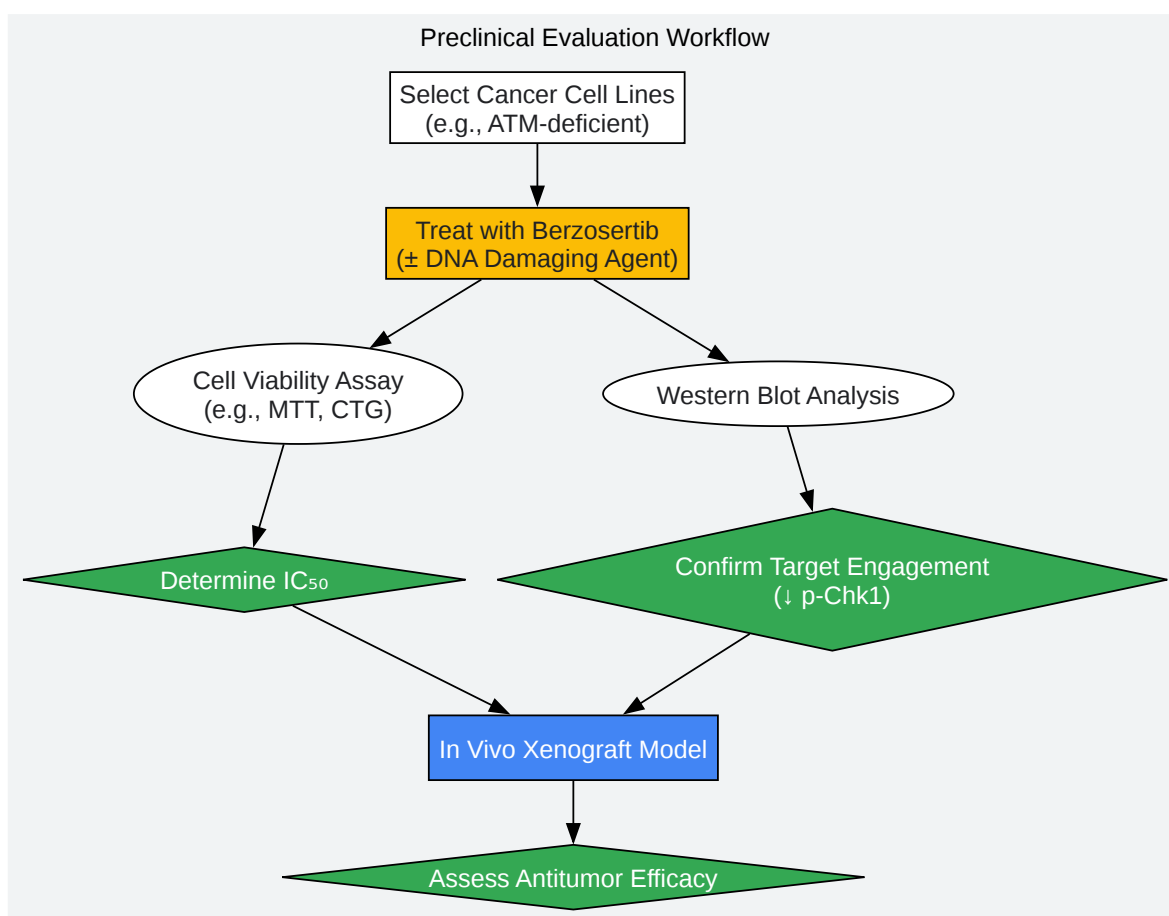 Preclinical Evaluation Workflow
Select Cancer Cell Lines
(e.g., ATM-deficient)
Treat with Berzosertib
(± DNA Damaging Agent)
Cell Viability Assay
(e.g., MTT, CTG)
Western Blot Analysis
Determine IC₅₀
Confirm Target Engagement
(↓ p-Chk1)
In Vivo Xenograft Model
Assess Antitumor Efficacy